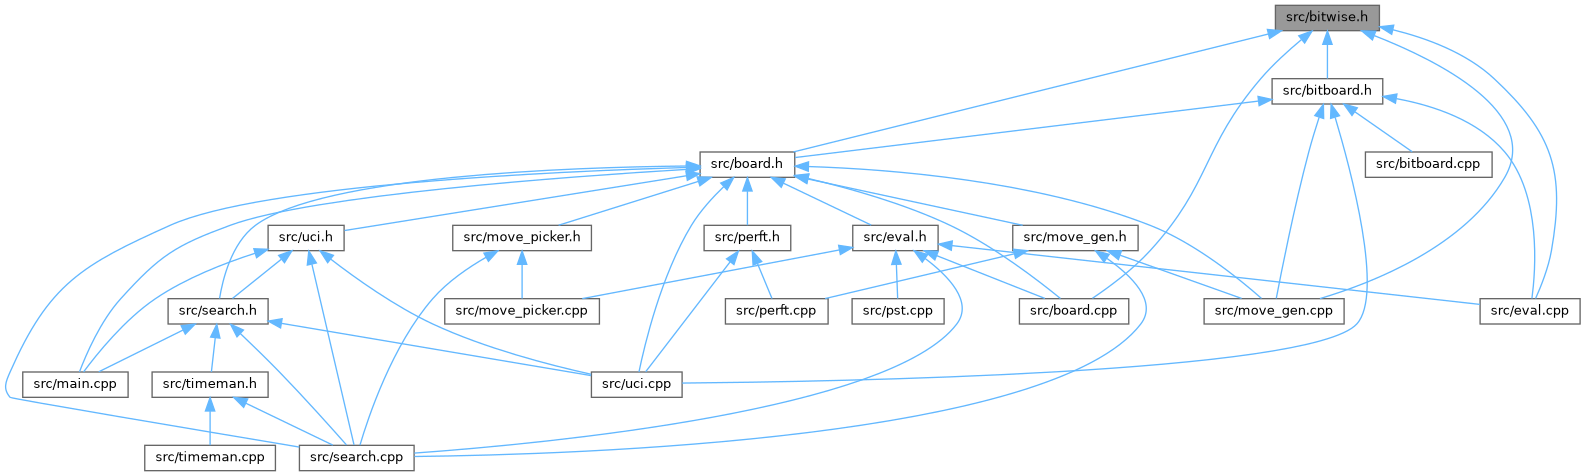 src/bitwise.h
src/bitboard.h
src/board.h
src/bitboard.cpp
src/uci.h
src/move_picker.h
src/perft.h
src/eval.h
src/move_gen.h
src/search.h
src/move_picker.cpp
src/perft.cpp
src/pst.cpp
src/board.cpp
src/move_gen.cpp
src/eval.cpp
src/main.cpp
src/timeman.h
src/uci.cpp
src/timeman.cpp
src/search.cpp